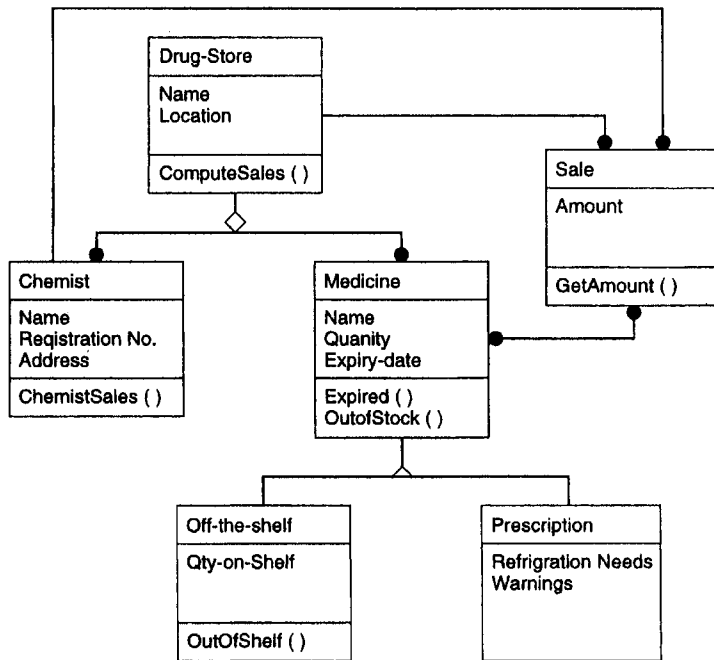 Drug-Store
Name
Location
ComputeSales ( )
Sale
Amount
GetAmount ( )
Chemist
Name
Reqistration No.
Address
ChemistSales ( )
Medicine
Name
Quanity
Expiry-date
Expired ( )
OutofStock ( )
Off-the-shelf
Qty-on-Shelf
OutOfShelf ( )
Prescription
Refrigration Needs
Warnings